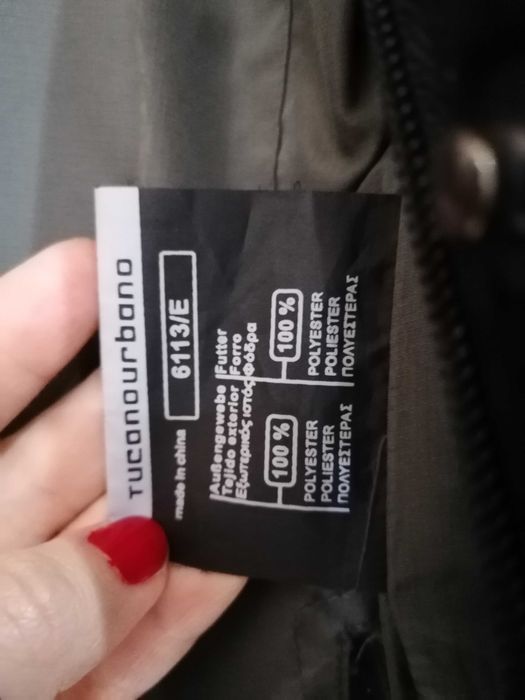 TUCANOURBANO
made in china
6113/E
Außengewebe |Futter
Tejido exterior |Forro
Εξωτερικός ιστός φόδρα
100 %
POLYESTER
POLIESTER
ΠΟΛΥΕΣΤΕΡΑΣ
100 %
POLYESTER
POLIESTER
ΠΟΛΥΕΣΤΕΡΑΣ